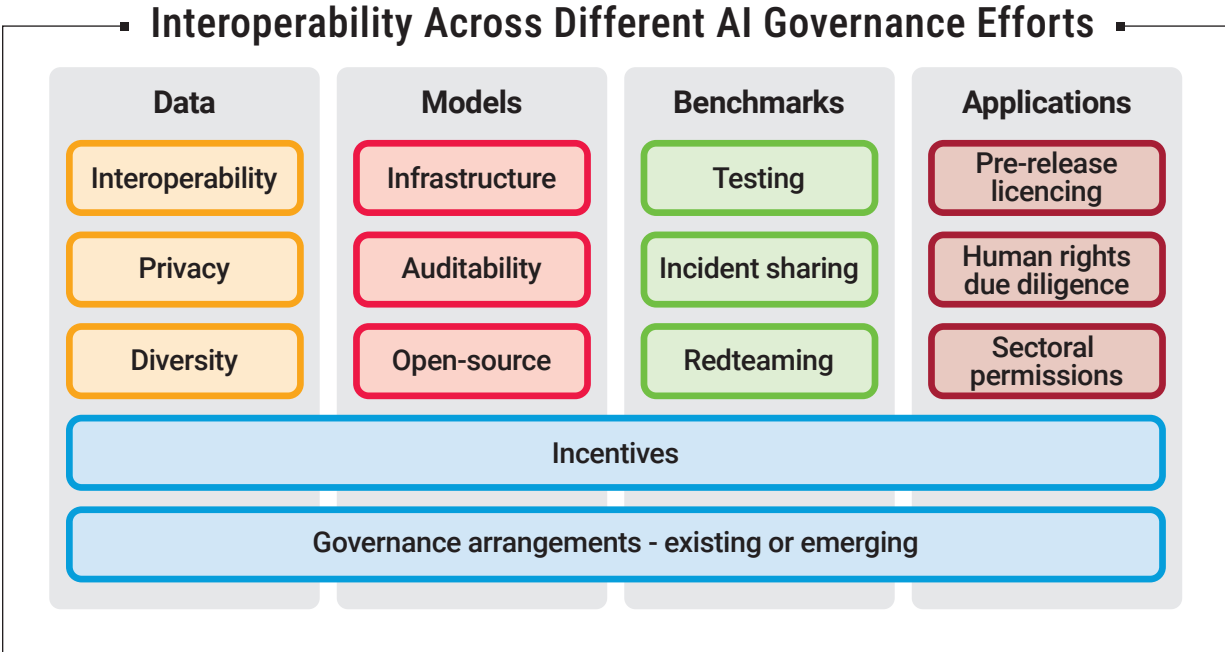 Interoperability Across Different AI Governance Efforts
Data
Interoperability
Privacy
Diversity
Models
Infrastructure
Auditability
Open-source
Benchmarks
Testing
Incident sharing
Redteaming
Applications
Pre-release
licencing
Human rights
due diligence
Sectoral
permissions
Incentives
Governance arrangements - existing or emerging